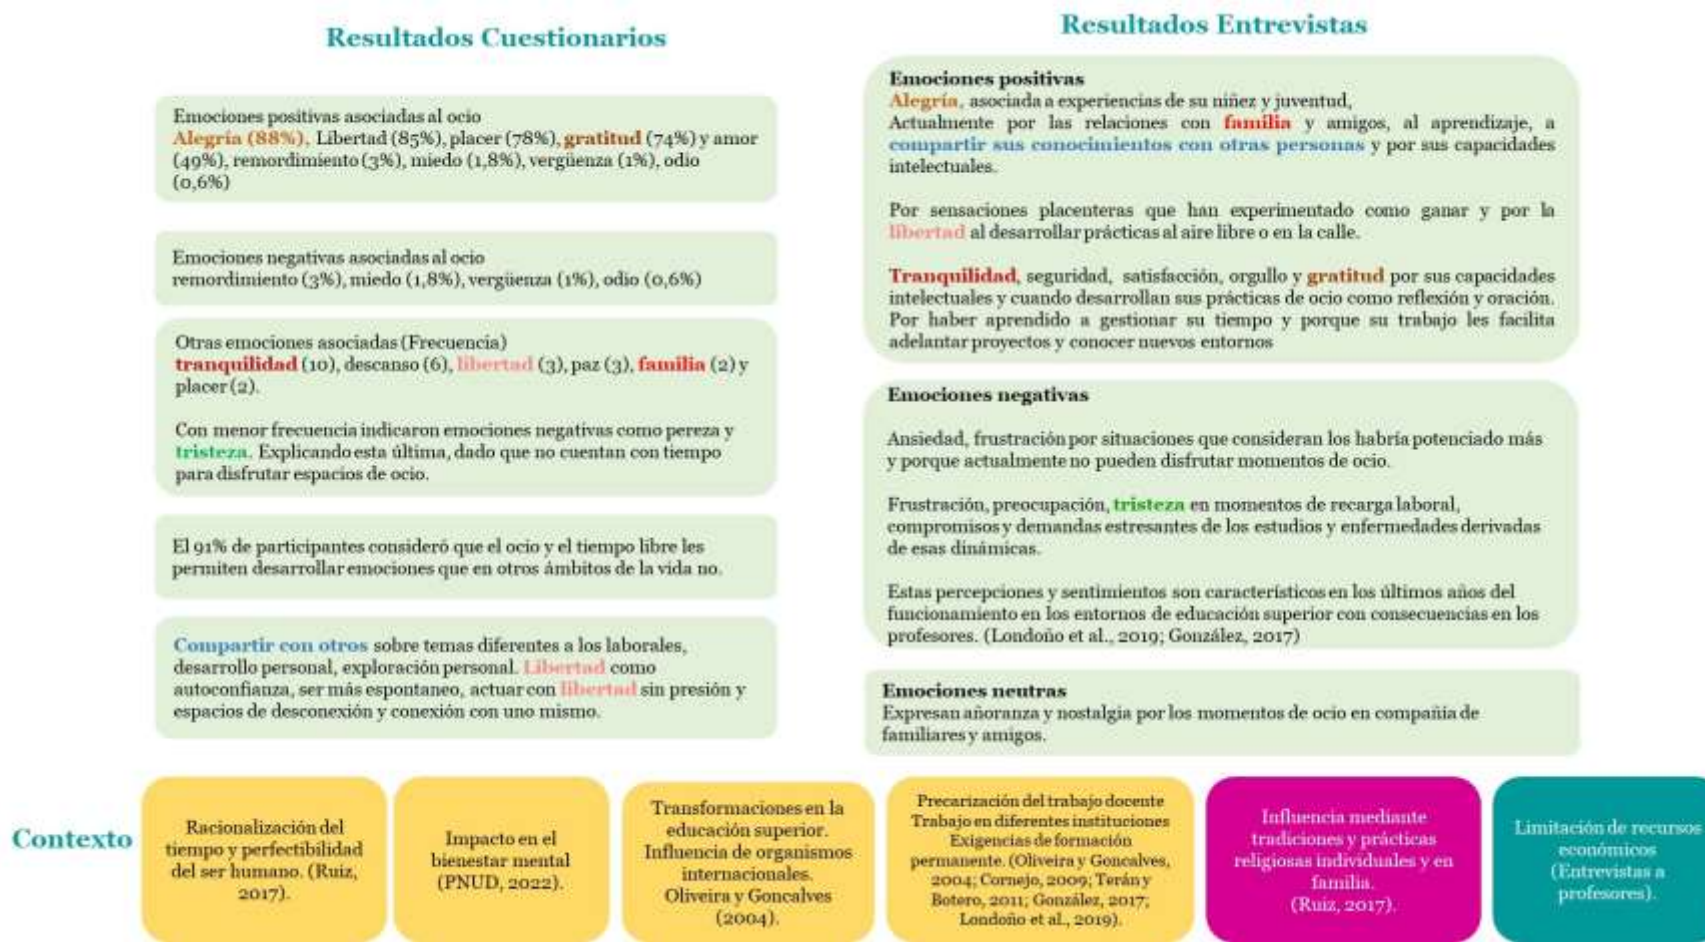 Resultados Cuestionarios
Emociones positivas asociadas al ocio
Alegría (88%), Libertad (85%), placer (78%), gratitud (74%) y amor
(49%), remordimiento (3%), miedo (1,8%), vergüenza (1%), odio
(0,6%)
Emociones negativas asociadas al ocio
remordimiento (3%), miedo (1,8%), vergüenza (1%), odio (0,6%)
Otras emociones asociadas (Frecuencia)
tranquilidad (10), descanso (6), libertad (3), paz (3), familia (2) y
placer (2).
Con menor frecuencia indicaron emociones negativas como pereza y
tristeza. Explicando esta última, dado que no cuentan con tiempo
para disfrutar espacios de ocio.
El 91% de participantes consideró que el ocio y el tiempo libre les
permiten desarrollar emociones que en otros ámbitos de la vida no.
Compartir con otros sobre temas diferentes a los laborales,
desarrollo personal, exploración personal. Libertad como
autoconfianza, ser más espontaneo, actuar con libertad sin presión y
espacios de desconexión y conexión con uno mismo.
Resultados Entrevistas
Emociones positivas
Alegría, asociada a experiencias de su niñez y juventud,
Actualmente por las relaciones con familia y amigos, al aprendizaje, a
compartir sus conocimientos con otras personas y por sus capacidades
intelectuales.
Por sensaciones placenteras que han experimentado como ganar y por la
libertad al desarrollar prácticas al aire libre o en la calle.
Tranquilidad, seguridad, satisfacción, orgullo y gratitud por sus capacidades
intelectuales y cuando desarrollan sus prácticas de ocio como reflexión y oración.
Por haber aprendido a gestionar su tiempo y porque su trabajo les facilita
adelantar proyectos y conocer nuevos entornos
Emociones negativas
Ansiedad, frustración por situaciones que consideran los habría potenciado más
y porque actualmente no pueden disfrutar momentos de ocio.
Frustración, preocupación, tristeza en momentos de recarga laboral,
compromisos y demandas estresantes de los estudios y enfermedades derivadas
de esas dinámicas.
Estas percepciones y sentimientos son característicos en los últimos años del
funcionamiento en los entornos de educación superior con consecuencias en los
profesores. (Londoño et al., 2019; González, 2017)
Emociones neutras
Expresan añoranza y nostalgia por los momentos de ocio en compañía de
familiares y amigos.
Contexto
Racionalización del
tiempo y perfectibilidad
del ser humano. (Ruiz,
2017).
Impacto en el
bienestar mental
(PNUD, 2022).
Transformaciones en la
educación superior.
Influencia de organismos
internacionales.
Oliveira y Goncalves
(2004).
Precarización del trabajo docente
Trabajo en diferentes instituciones
Exigencias de formación
permanente. (Oliveira y Goncalves,
2004; Cornejo, 2009; Terán y
Botero, 2011; González, 2017;
Londoño et al., 2019).
Influencia mediante
tradiciones y prácticas
religiosas individuales y en
familia.
(Ruiz, 2017).
Limitación de recursos
económicos
(Entrevistas a
profesores).